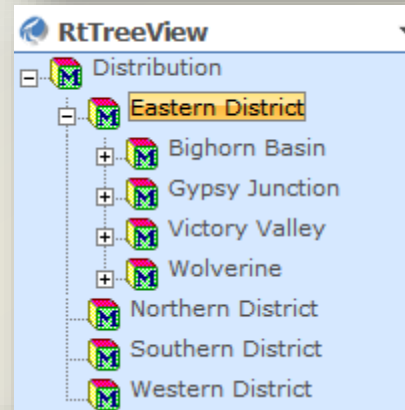 RtTreeView
Distribution
Eastern District
Bighorn Basin
Gypsy Junction
Victory Valley
Wolverine
Northern District
Southern District
Western District